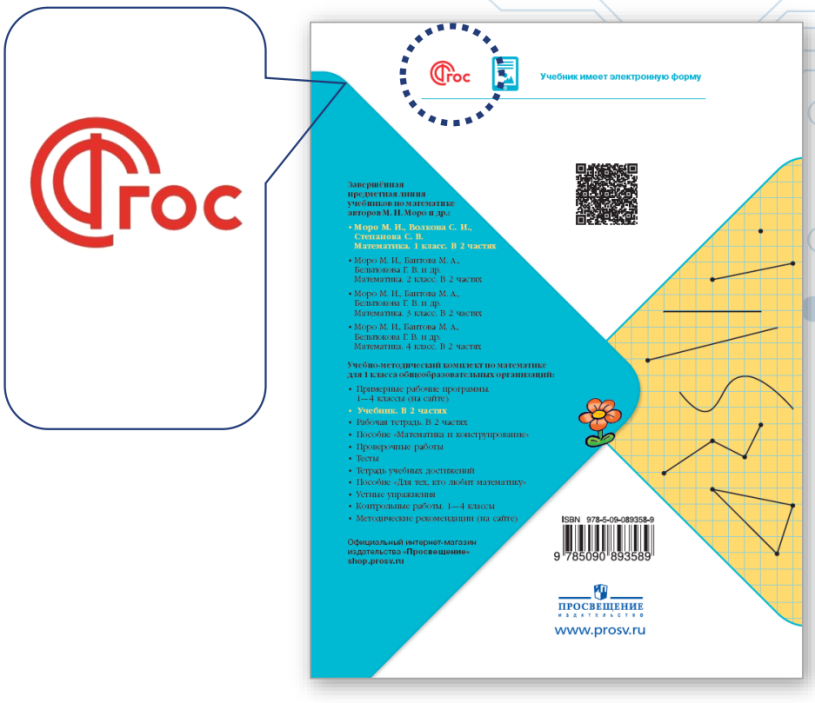 Фгос
Фгос
Учебник имеет электронную форму
Завершённая
предметная линия
учебников по математике
авторов М. И. Моро и др.:
• Моро М. И., Волкова С. И.,
Степанова С. В.
Математика. 1 класс. В 2 частях
• Моро М. И., Бантова М. А.,
Бельтюкова Г. В. и др.
Математика. 2 класс. В 2 частях
• Моро М. И., Бантова М. А.,
Бельтюкова Г. В. и др.
Математика. 3 класс. В 2 частях
• Моро М. И., Бантова М. А.,
Бельтюкова Г. В. и др.
Математика. 4 класс. В 2 частях
Учебно-методический комплект по математике
для 1 класса общеобразовательных организаций:
• Примерные рабочие программы.
1—4 классы (на сайте)
• Учебник. В 2 частях
• Рабочая тетрадь. В 2 частях
• Пособие «Математика и конструирование»
• Проверочные работы
• Тесты
• Тетрадь учебных достижений
• Пособие «Для тех, кто любит математику»
• Устные упражнения
• Контрольные работы. 1—4 классы
• Методические рекомендации (на сайте)
Официальный интернет-магазин
издательства «Просвещение»
shop.prosv.ru
ISBN 978-5-09-089358-9
9 785090 893589
ПРОСВЕЩЕНИЕ
ИЗДАТЕЛЬСТВО
www.prosv.ru